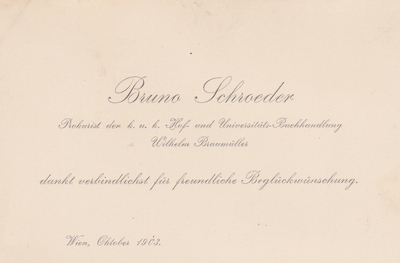 Bruno Schroeder
Prokurist der k. u. k. Hof- und Universitäts-Buchhandlung
Wilhelm Braumüller
dankt verbindlichst für freundliche Beglückwünschung.
Wien, Oktober 1903.